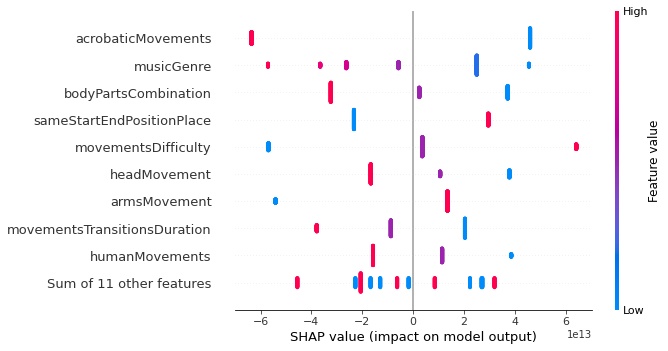 High
acrobaticMovements
musicGenre
bodyPartsCombination
sameStartEndPositionPlace
movementsDifficulty
headMovement
armsMovement
movementsTransitionsDuration
humanMovements
Sum of 11 other features
Feature value
Low
−6 −4 −2 0 2 4 6
1e13
SHAP value (impact on model output)